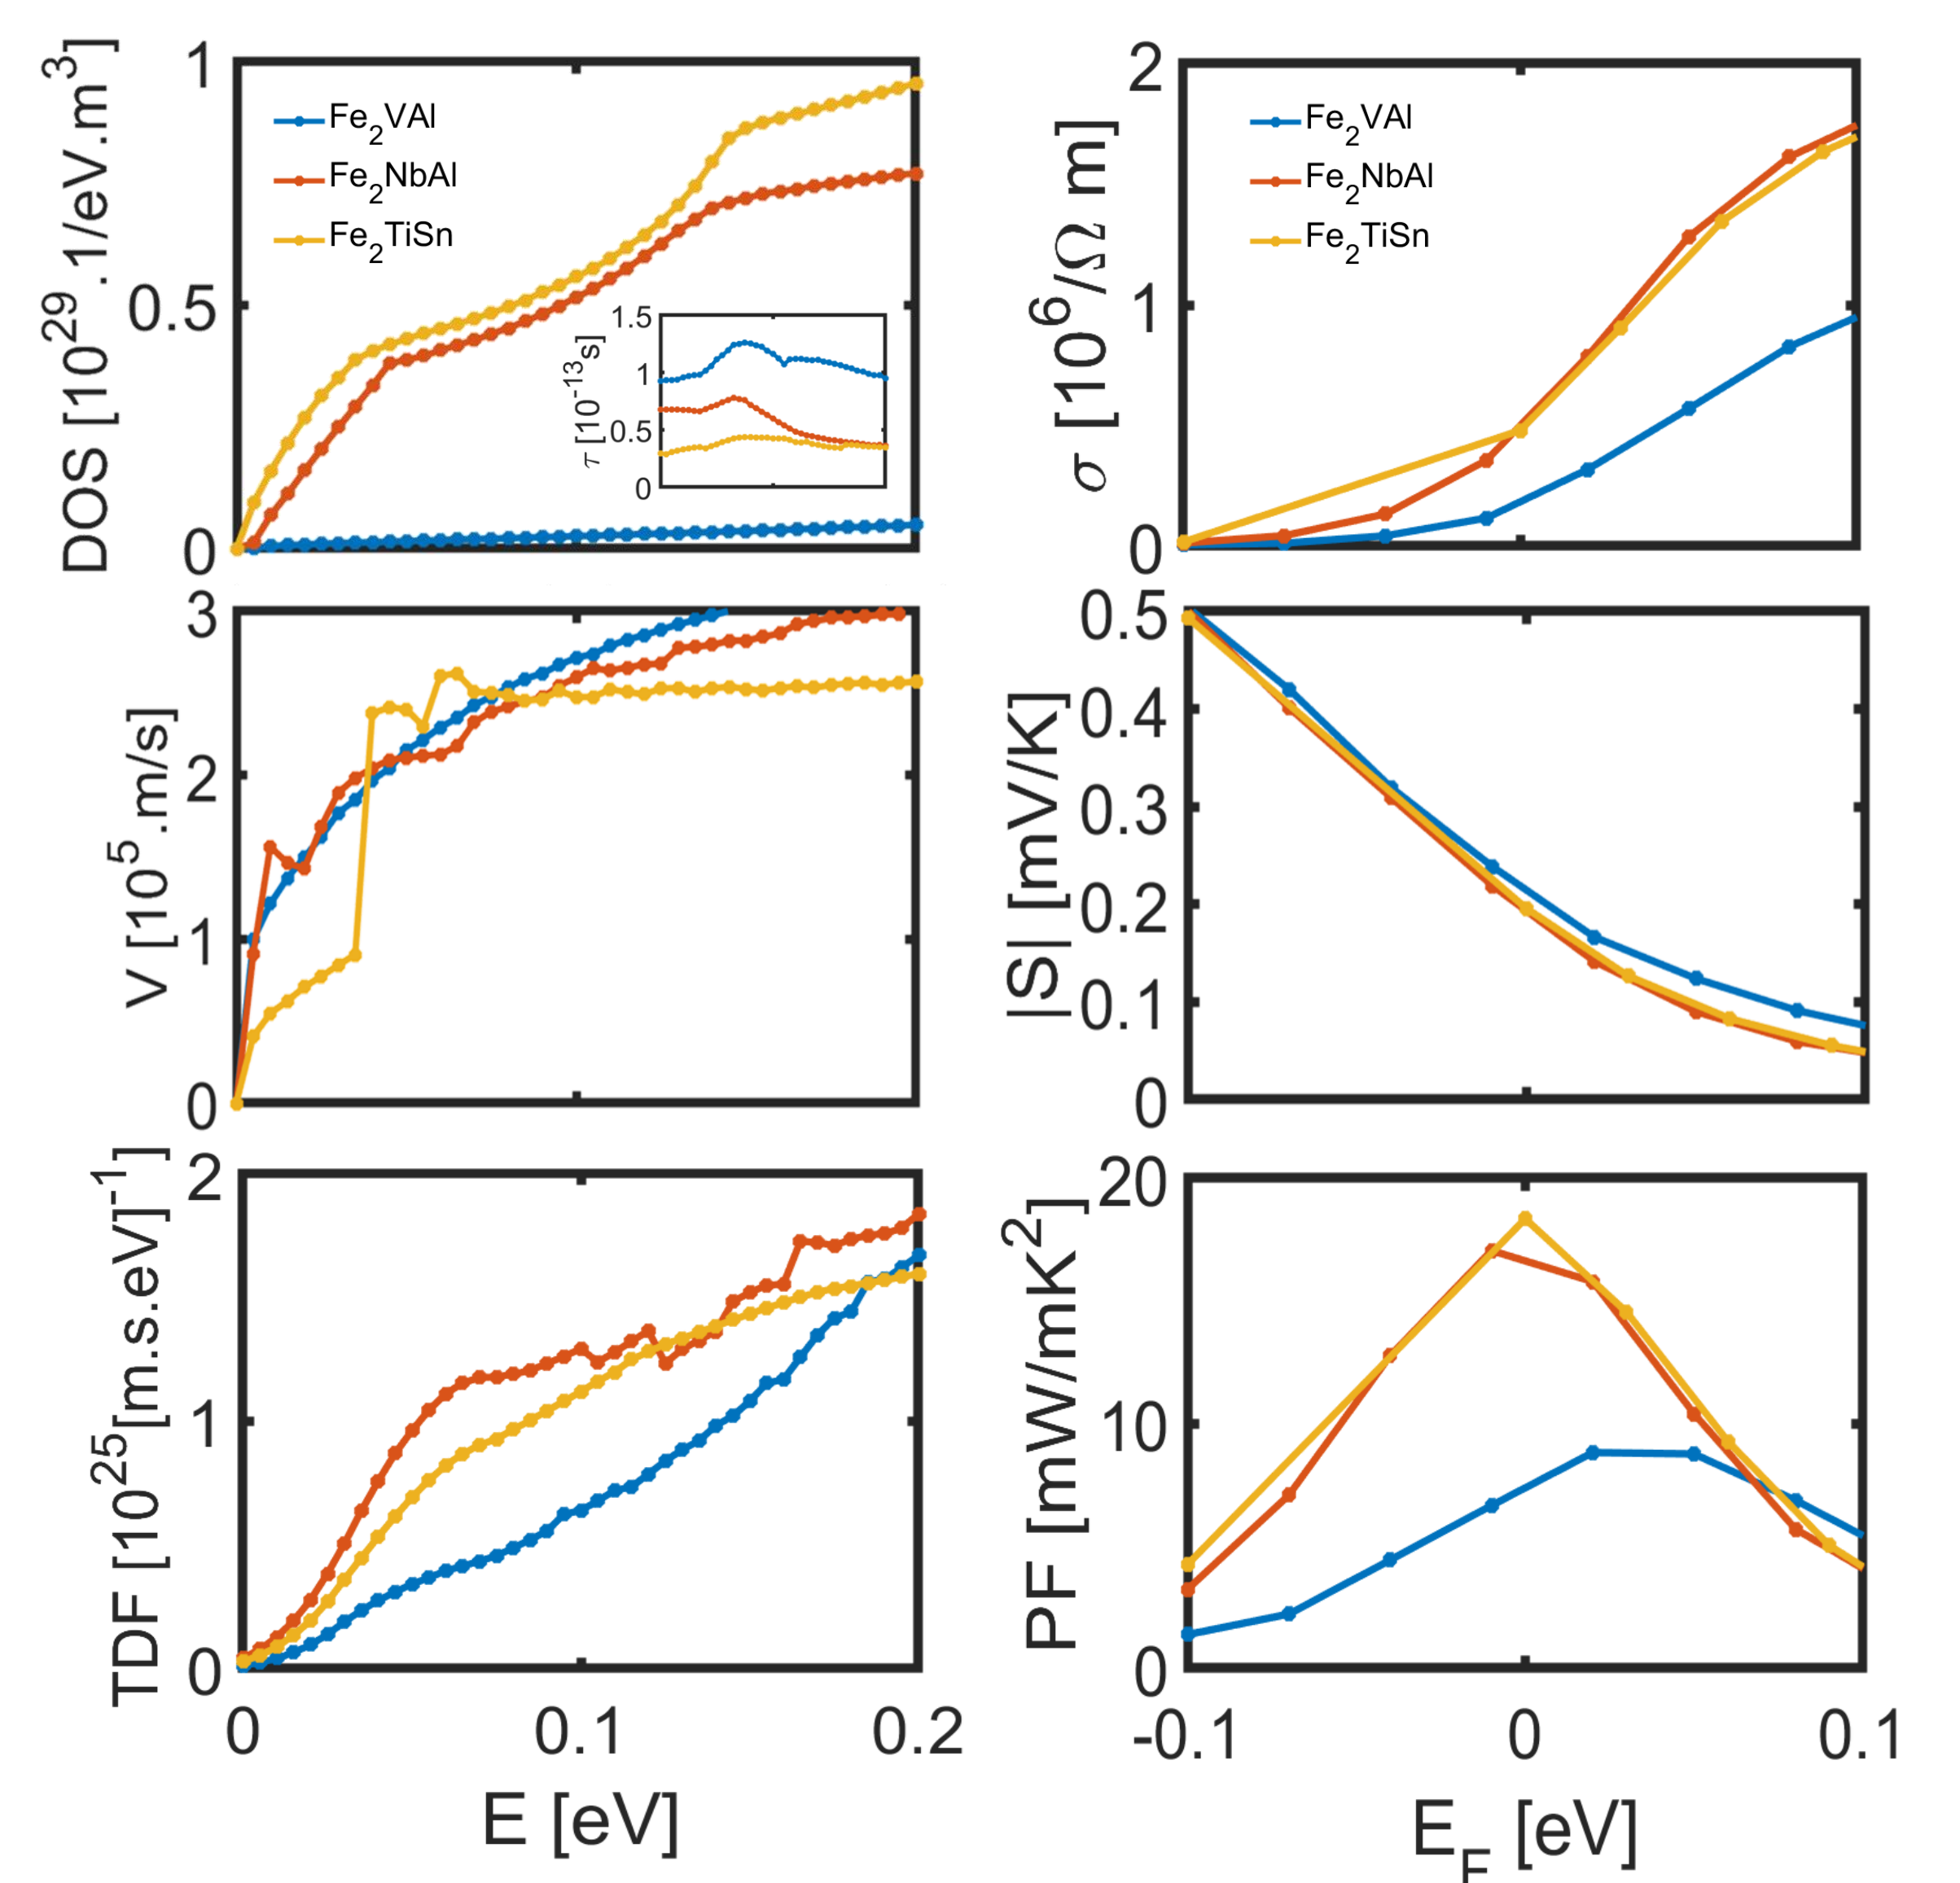 DOS [10^29 .1/eV.m^3]
1
0.5
0
Fe2VAl
Fe2NbAl
Fe2TiSn
τ [10^-13 s]
1.5
1
0.5
0
σ [10^6/Ω m]
2
1
0
Fe2VAl
Fe2NbAl
Fe2TiSn
V [10^5.m/s]
3
2
1
0
|S| [mV/K]
0.5
0.4
0.3
0.2
0.1
0
TDF [10^25[m.s.eV]^-1]
2
1
0
0 0.1 0.2
E [eV]
PF [mW/mK^2]
20
10
0
-0.1 0 0.1
E_F [eV]